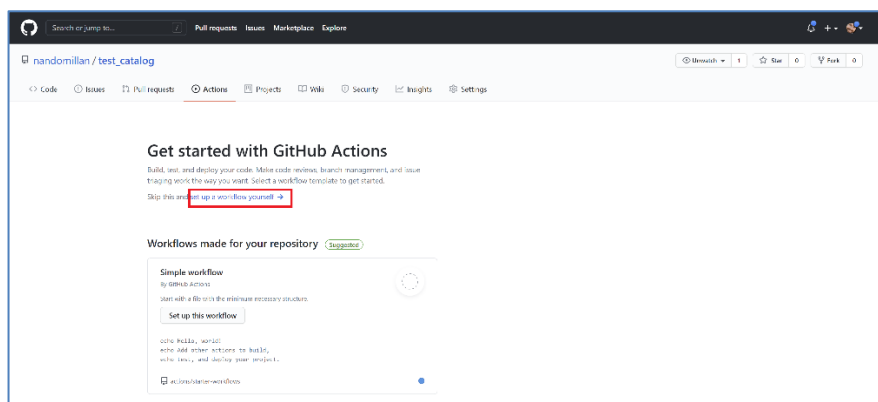 Search or jump to... /
Pull requests Issues Marketplace Explore
nandomillan / test_catalog
Unwatch 1 Star 0 Fork 0
Code Issues Pull requests Actions Projects Wiki Security Insights Settings
Get started with GitHub Actions
Build, test, and deploy your code. Make code reviews, branch management, and issue
triaging work the way you want. Select a workflow template to get started.
Skip this and set up a workflow yourself →
Workflows made for your repository Suggested
Simple workflow
By GitHub Actions
Start with a file with the minimum necessary structure.
Set up this workflow
echo Hello, world!
echo Add other actions to build,
echo test, and deploy your project.
actions/starter-workflows